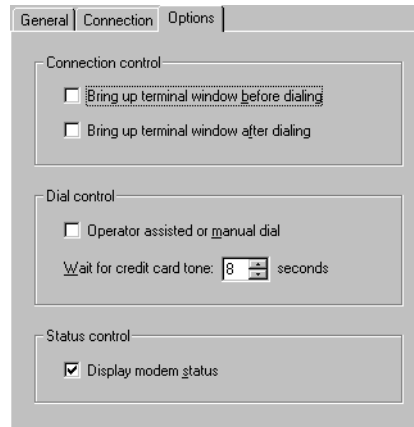 General Connection Options
Connection control
Bring up terminal window before dialing
Bring up terminal window after dialing
Dial control
Operator assisted or manual dial
Wait for credit card tone: 8 seconds
Status control
Display modem status